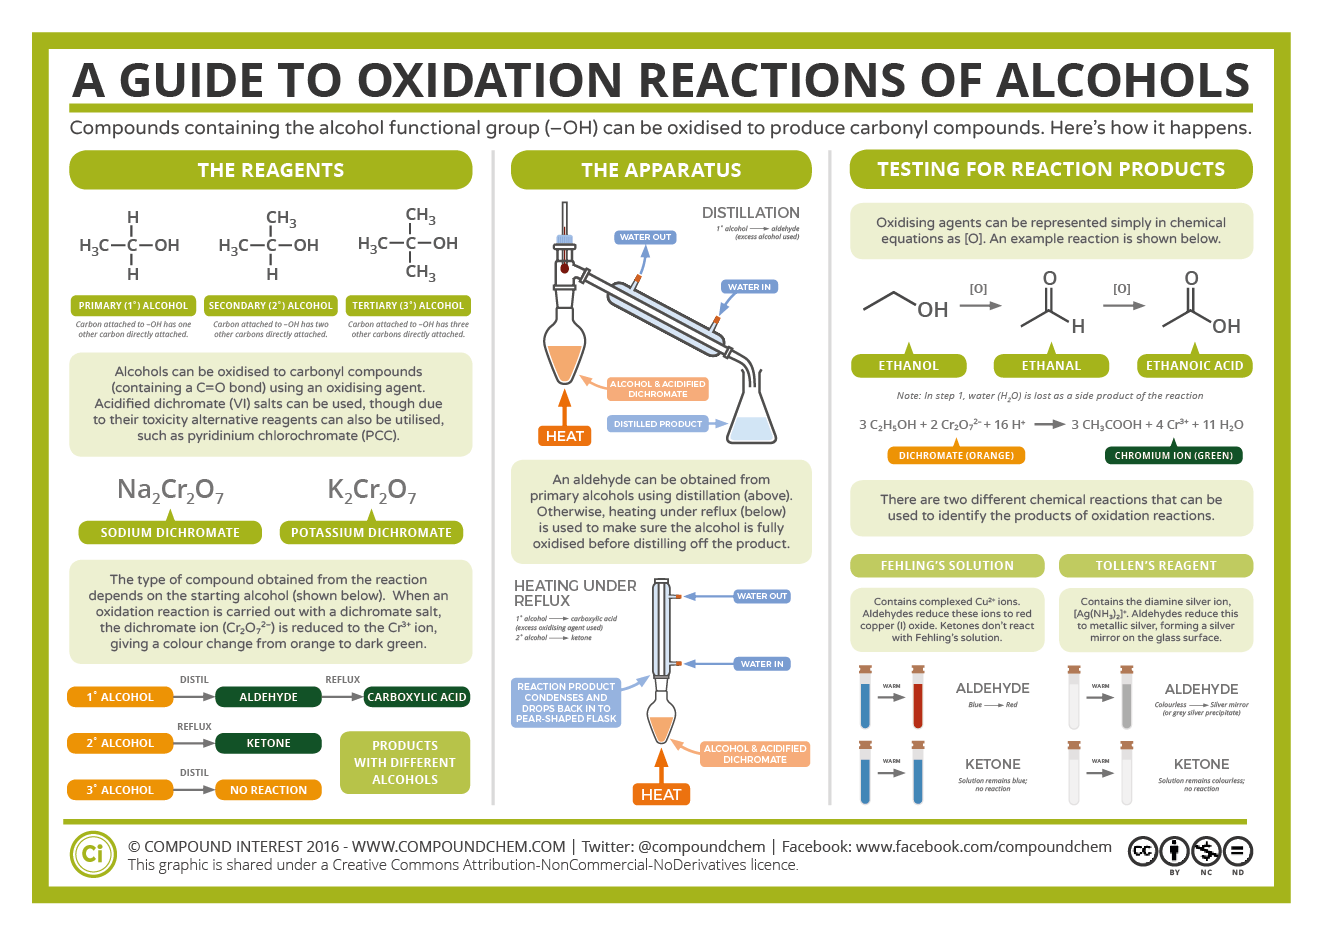 A GUIDE TO OXIDATION REACTIONS OF ALCOHOLS
Compounds containing the alcohol functional group (–OH) can be oxidised to produce carbonyl compounds. Here's how it happens.
THE REAGENTS
H
H₃C–C–OH
H
CH₃
H₃C–C–OH
H
CH₃
H₃C–C–OH
CH₃
PRIMARY (1˚) ALCOHOL
SECONDARY (2˚) ALCOHOL
TERTIARY (3˚) ALCOHOL
Carbon attached to –OH has one
other carbon directly attached.
Carbon attached to –OH has two
other carbons directly attached.
Carbon attached to –OH has three
other carbons directly attached.
Alcohols can be oxidised to carbonyl compounds
(containing a C=O bond) using an oxidising agent.
Acidified dichromate (VI) salts can be used, though due
to their toxicity alternative reagents can also be utilised,
such as pyridinium chlorochromate (PCC).
Na₂Cr₂O₇
K₂Cr₂O₇
SODIUM DICHROMATE
POTASSIUM DICHROMATE
The type of compound obtained from the reaction
depends on the starting alcohol (shown below). When an
oxidation reaction is carried out with a dichromate salt,
the dichromate ion (Cr₂O₇²⁻) is reduced to the Cr³⁺ ion,
giving a colour change from orange to dark green.
1˚ ALCOHOL
DISTIL
ALDEHYDE
REFLUX
CARBOXYLIC ACID
2˚ ALCOHOL
REFLUX
KETONE
3˚ ALCOHOL
DISTIL
NO REACTION
PRODUCTS
WITH DIFFERENT
ALCOHOLS
THE APPARATUS
DISTILLATION
1˚ alcohol → aldehyde
(excess alcohol used)
WATER OUT
WATER IN
ALCOHOL & ACIDIFIED
DICHROMATE
DISTILLED PRODUCT
HEAT
An aldehyde can be obtained from
primary alcohols using distillation (above).
Otherwise, heating under reflux (below)
is used to make sure the alcohol is fully
oxidised before distilling off the product.
HEATING UNDER
REFLUX
1˚ alcohol → carboxylic acid
(excess oxidising agent used)
2˚ alcohol → ketone
WATER OUT
WATER IN
REACTION PRODUCT
CONDENSES AND
DROPS BACK IN TO
PEAR-SHAPED FLASK
ALCOHOL & ACIDIFIED
DICHROMATE
HEAT
TESTING FOR REACTION PRODUCTS
Oxidising agents can be represented simply in chemical
equations as [O]. An example reaction is shown below.
OH
[O]
O
H
[O]
O
OH
ETHANOL
ETHANAL
ETHANOIC ACID
Note: In step 1, water (H₂O) is lost as a side product of the reaction
3 C₂H₅OH + 2 Cr₂O₇²⁻ + 16 H⁺ → 3 CH₃COOH + 4 Cr³⁺ + 11 H₂O
DICHROMATE (ORANGE)
CHROMIUM ION (GREEN)
There are two different chemical reactions that can be
used to identify the products of oxidation reactions.
FEHLING'S SOLUTION
Contains complexed Cu²⁺ ions.
Aldehydes reduce these ions to red
copper (I) oxide. Ketones don't react
with Fehling's solution.
WARM
ALDEHYDE
Blue → Red
WARM
KETONE
Solution remains blue;
no reaction
TOLLEN'S REAGENT
Contains the diamine silver ion,
[Ag(NH₃)₂]⁺. Aldehydes reduce this
to metallic silver, forming a silver
mirror on the glass surface.
WARM
ALDEHYDE
Colourless → Silver mirror
(or grey silver precipitate)
WARM
KETONE
Solution remains colourless;
no reaction
Ci
© COMPOUND INTEREST 2016 - WWW.COMPOUNDCHEM.COM | Twitter: @compoundchem | Facebook: www.facebook.com/compoundchem
This graphic is shared under a Creative Commons Attribution-NonCommercial-NoDerivatives licence.
CC
BY
NC
ND